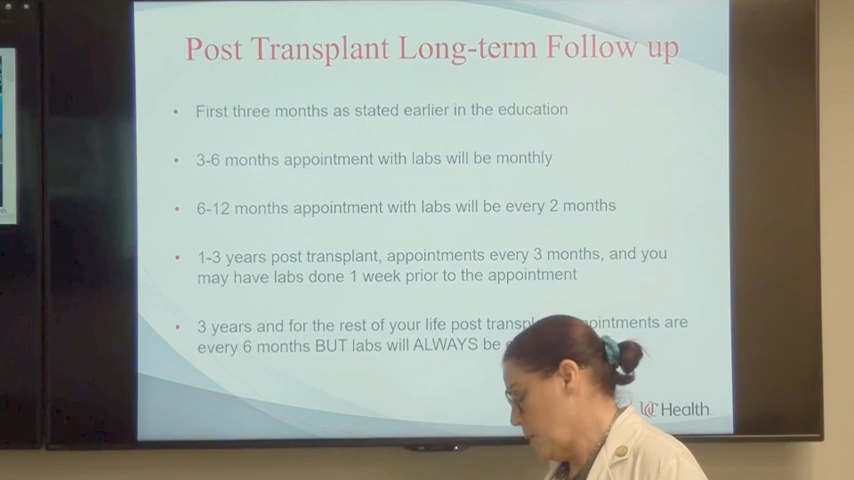 Post Transplant Long-term Follow up
• First three months as stated earlier in the education
• 3-6 months appointment with labs will be monthly
• 6-12 months appointment with labs will be every 2 months
• 1-3 years post transplant, appointments every 3 months, and you
may have labs done 1 week prior to the appointment
• 3 years and for the rest of your life post are
every 6 months BUT labs will ALWAYS be
UC Health